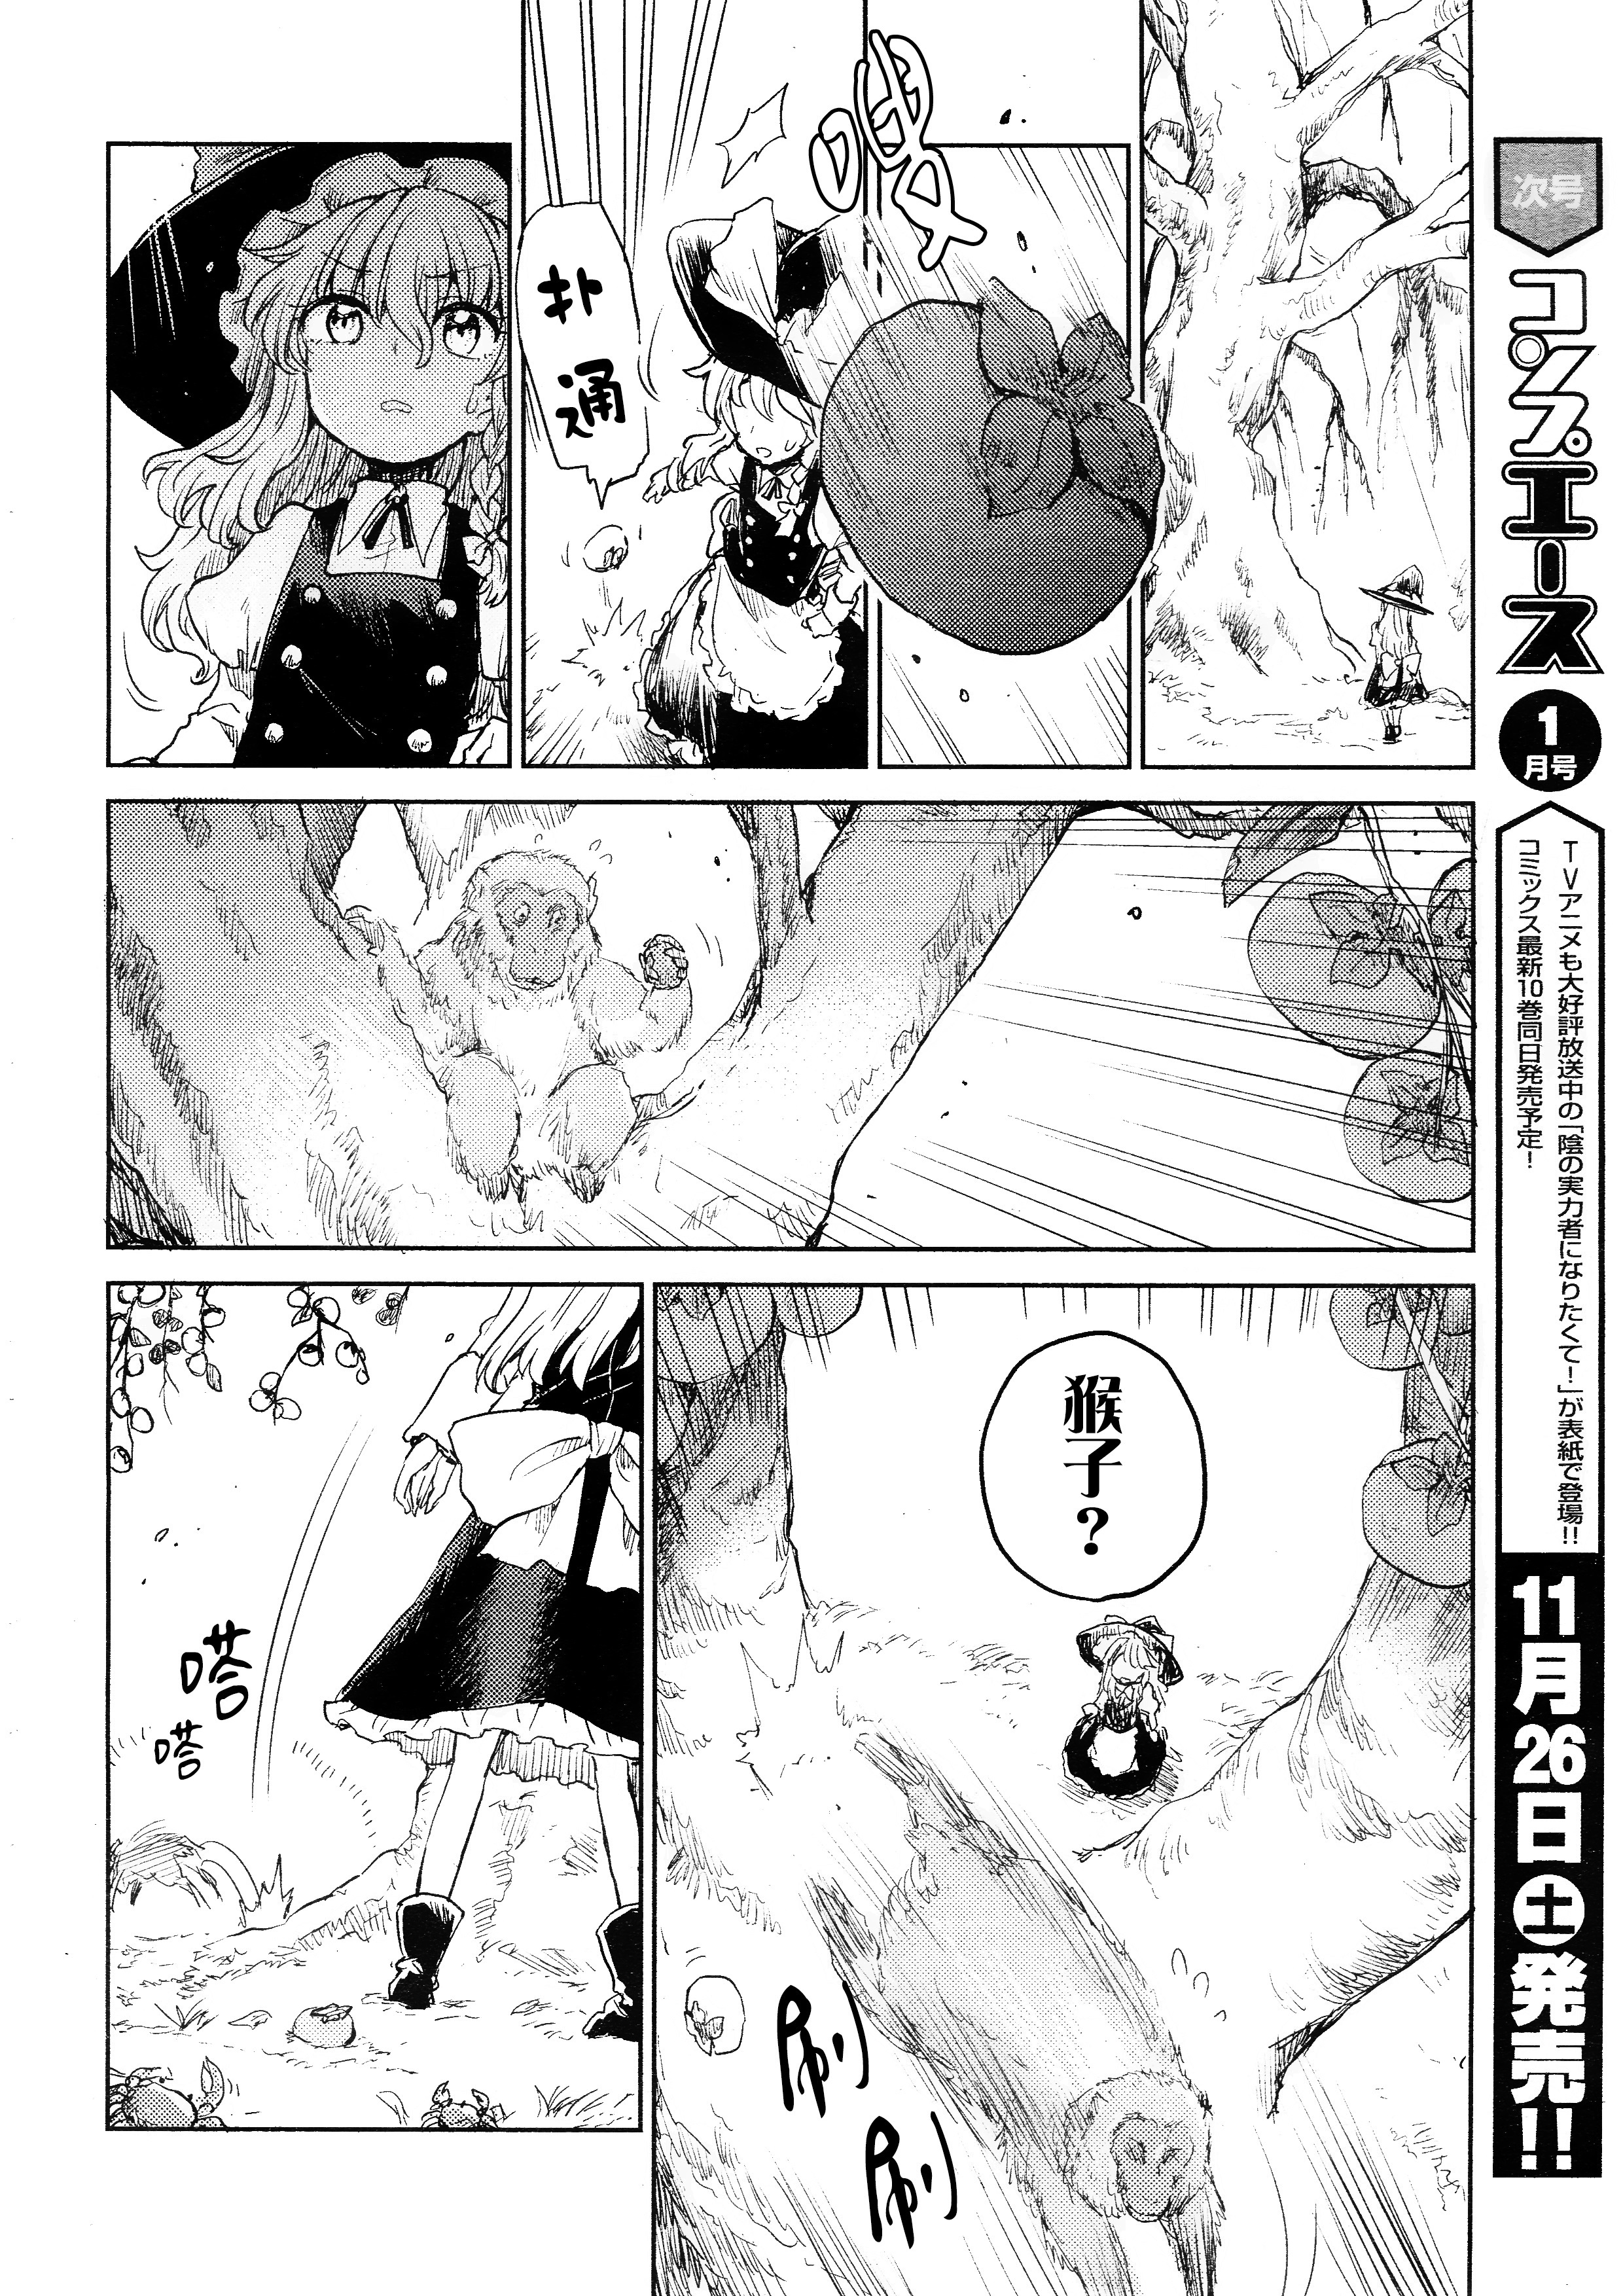 次号
コンプエース
1
月号
TVアニメも大好評放送中の「陰の実力者になりたくて!」が表紙で登場!!
コミックス最新10巻同日発売予定!
11月26日㊏発売!!
嗖
扑通
猴子?
刷
刷
嗒
嗒